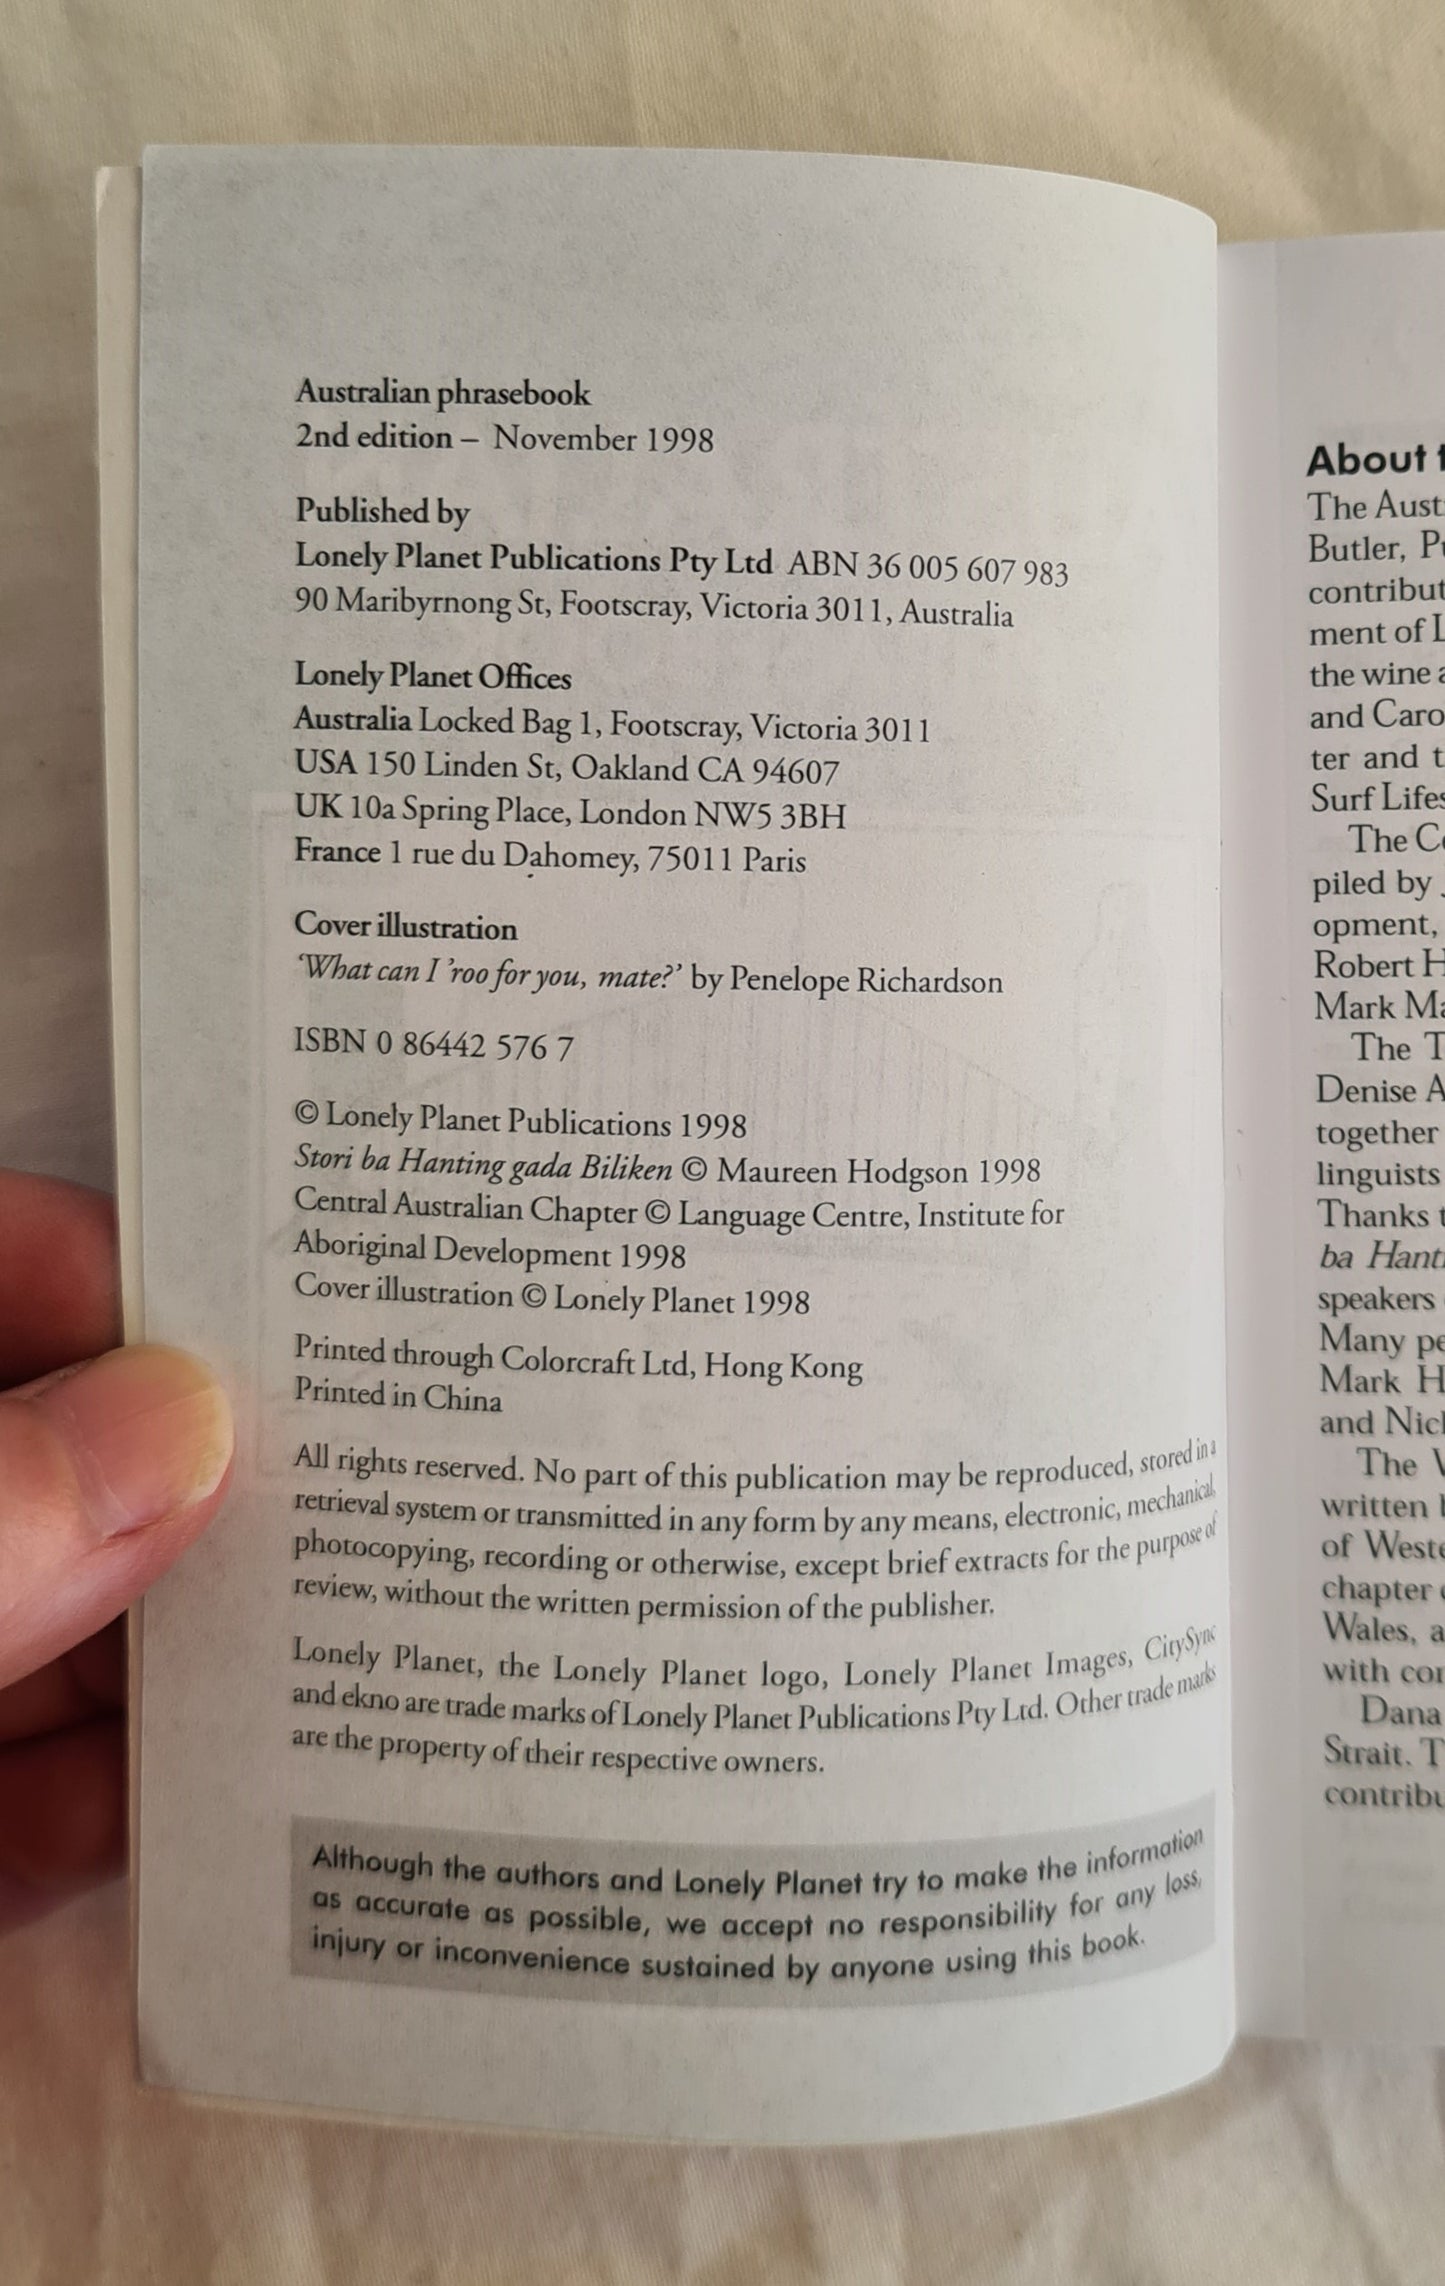 Australian phrasebook
2nd edition – November 1998
Published by
Lonely Planet Publications Pty Ltd ABN 36 005 607 983
90 Maribyrnong St, Footscray, Victoria 3011, Australia
Lonely Planet Offices
Australia Locked Bag 1, Footscray, Victoria 3011
USA 150 Linden St, Oakland CA 94607
UK 10a Spring Place, London NW5 3BH
France 1 rue du Dahomey, 75011 Paris
Cover illustration
‘What can I ’roo for you, mate?’ by Penelope Richardson
ISBN 0 86442 576 7
© Lonely Planet Publications 1998
Stori ba Hanting gada Biliken © Maureen Hodgson 1998
Central Australian Chapter © Language Centre, Institute for
Aboriginal Development 1998
Cover illustration © Lonely Planet 1998
Printed through Colorcraft Ltd, Hong Kong
Printed in China
All rights reserved. No part of this publication may be reproduced, stored in a
retrieval system or transmitted in any form by any means, electronic, mechanical,
photocopying, recording or otherwise, except brief extracts for the purpose of
review, without the written permission of the publisher.
Lonely Planet, the Lonely Planet logo, Lonely Planet Images, CitySync
and ekno are trade marks of Lonely Planet Publications Pty Ltd. Other trade marks
are the property of their respective owners.
Although the authors and Lonely Planet try to make the information
as accurate as possible, we accept no responsibility for any loss,
injury or inconvenience sustained by anyone using this book.
About
The
Butler,
contribut
ment of
the wine
and Caro
ter and
Surf Lifes
The
piled by
opment,
Robert
Mark
The
Denise
together
linguists
Thanks
ba Hant
speakers
Many
Mark
and
The
written
of
chapter
Wales,
with
Dana
Strait.